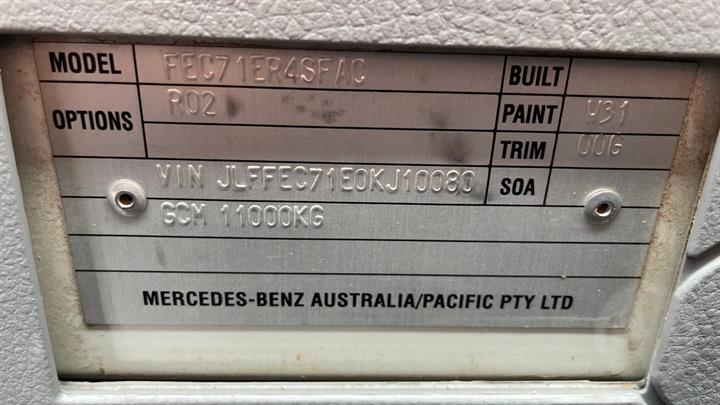 MODEL FEC71ER4SFAC BUILT
OPTIONS R02 PAINT W31
TRIM 00G
VIN JLFFEC71E0KJ10080 SOA
GCM 11000KG
MERCEDES-BENZ AUSTRALIA/PACIFIC PTY LTD